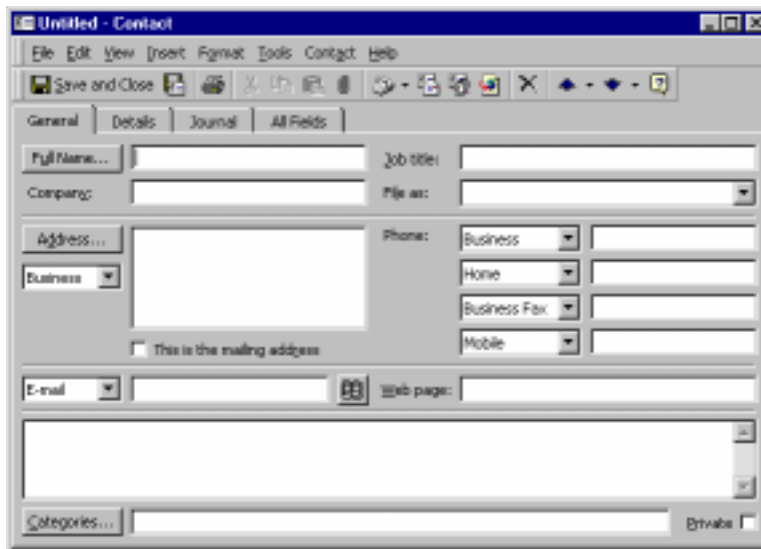 Untitled - Contact
File Edit View Insert Format Tools Contact Help
Save and Close
General Details Journal All Fields
Full Name... Job title:
Company: File as:
Address... Phone: Business
Business Home
Business Fax
This is the mailing address Mobile
E-mail Web page:
Categories... Private